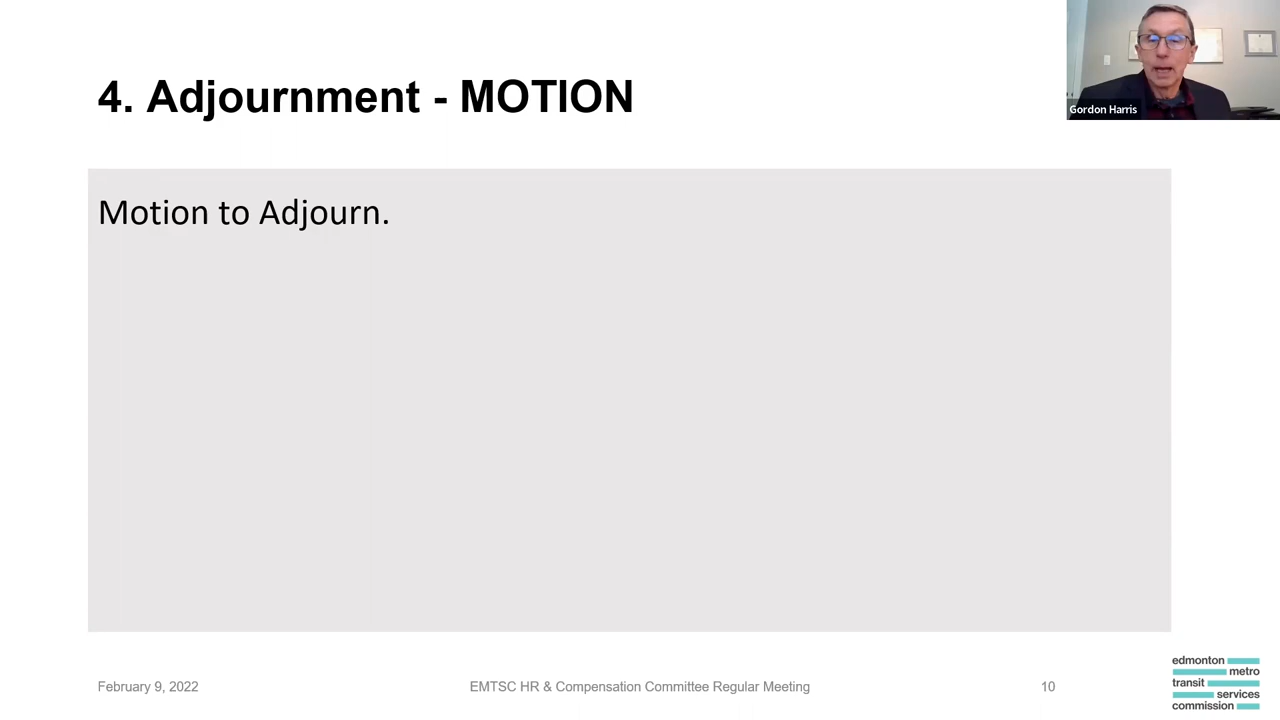 4. Adjournment - MOTION
Gordon Harris
Motion to Adjourn.
February 9, 2022
EMTSC HR & Compensation Committee Regular Meeting
10
edmonton
metro
transit
services
commission